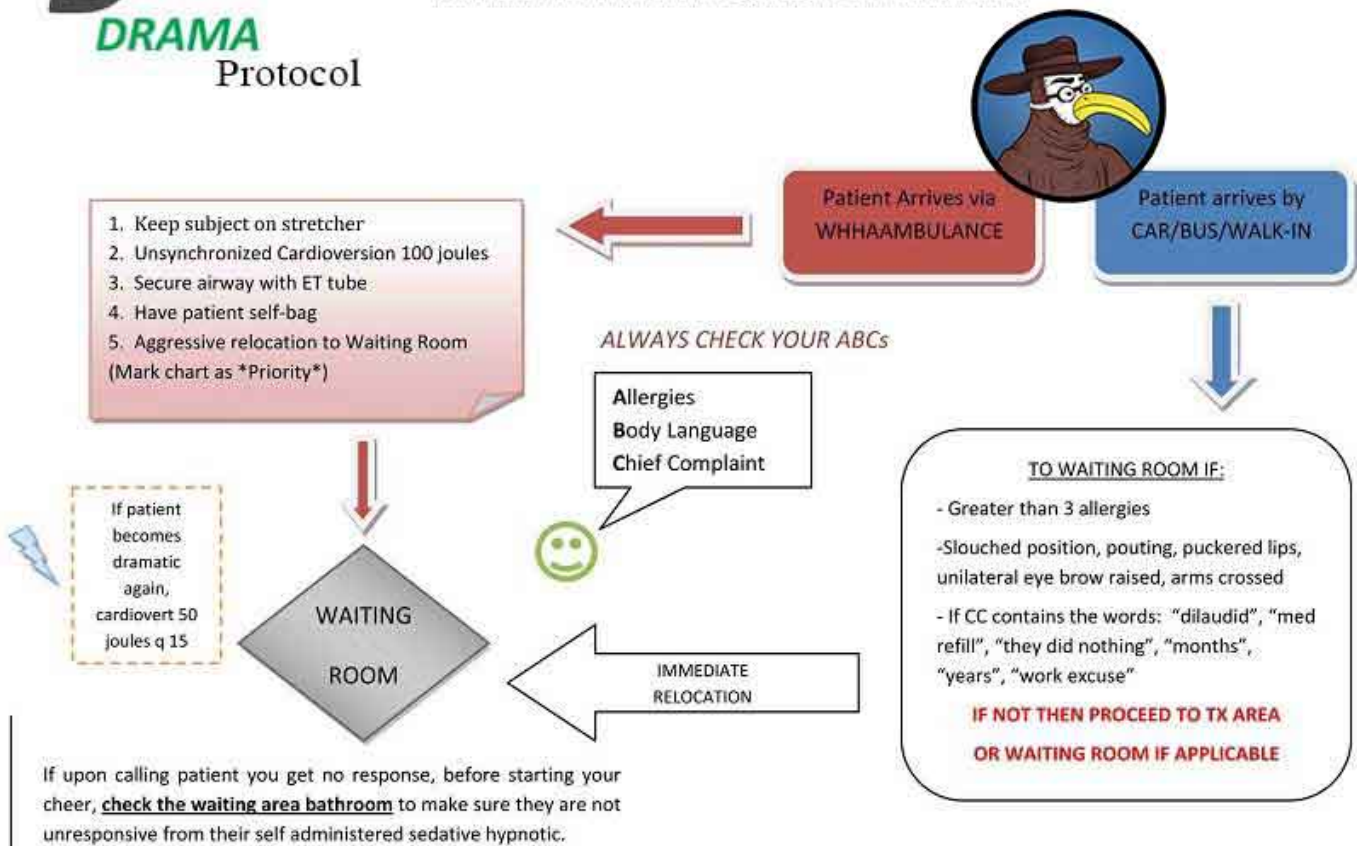 DRAMA
Protocol
Patient Arrives via
WHHAAMBULANCE
Patient arrives by
CAR/BUS/WALK-IN
1. Keep subject on stretcher
2. Unsynchronized Cardioversion 100 joules
3. Secure airway with ET tube
4. Have patient self-bag
5. Aggressive relocation to Waiting Room
(Mark chart as *Priority*)
ALWAYS CHECK YOUR ABCs
Allergies
Body Language
Chief Complaint
TO WAITING ROOM IF:
- Greater than 3 allergies
-Slouched position, pouting, puckered lips,
unilateral eye brow raised, arms crossed
- If CC contains the words: “dilaudid”, “med
refill”, “they did nothing”, “months”,
“years”, “work excuse”
IF NOT THEN PROCEED TO TX AREA
OR WAITING ROOM IF APPLICABLE
If patient
becomes
dramatic
again,
cardiovert 50
joules q 15
WAITING
ROOM
IMMEDIATE
RELOCATION
If upon calling patient you get no response, before starting your
cheer, check the waiting area bathroom to make sure they are not
unresponsive from their self administered sedative hypnotic.